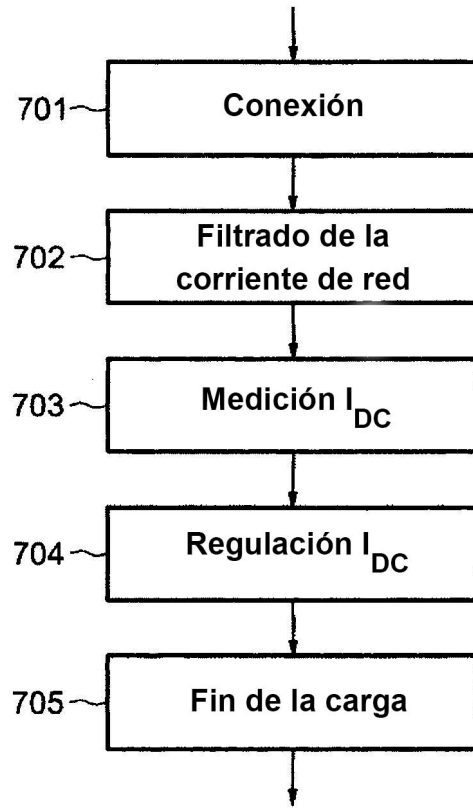 701 Conexión
702 Filtrado de la
corriente de red
703 Medición I_DC
704 Regulación I_DC
705 Fin de la carga